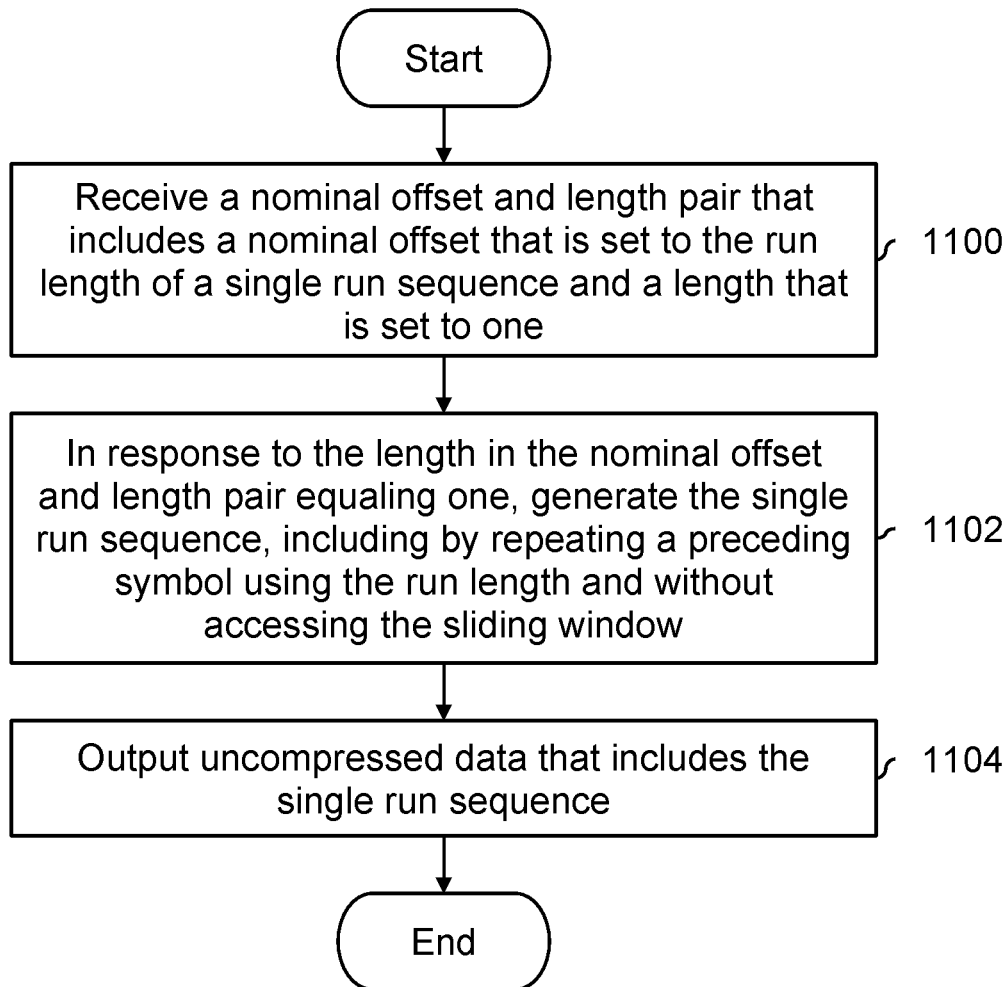 Start
Receive a nominal offset and length pair that
includes a nominal offset that is set to the run
length of a single run sequence and a length that
is set to one
1100
In response to the length in the nominal offset
and length pair equaling one, generate the single
run sequence, including by repeating a preceding
symbol using the run length and without
accessing the sliding window
1102
Output uncompressed data that includes the
single run sequence
1104
End